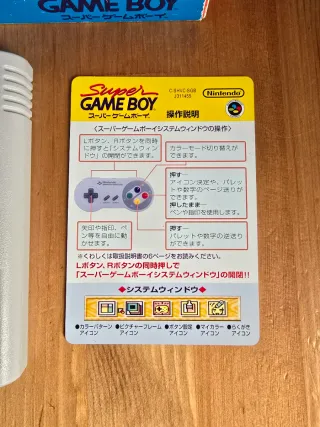 GAME BOY
スーパーゲームボーイ
Super
GAME BOY
スーパーゲームボーイ
操作説明
Nintendo
<スーパーゲームボーイシステムウィンドウの操作>
Lボタン、Rボタンを同時
に押すと「システムウィン
ドウ」の開閉ができます。
カラーモード切り替えが
できます。
押す…
アイコン決定や、パレッ
トや数字のページ送りが
できます。
押したまま…
ペンや指印を使用します。
矢印や指印、ペ
ン等を自由に動
かせます。
押す…
パレットや数字の逆送り
ができます。
※くわしくは取扱説明書の6ページをお読みください。
Lボタン、Rボタンの同時押しで
「スーパーゲームボーイシステムウィンドウ」の開閉!!
◆システムウィンドウ◆
●カラーパターン
アイコン
●ピクチャーフレーム
アイコン
●ボタン設定
アイコン
●マイカラー
アイコン
●らくがき
アイコン